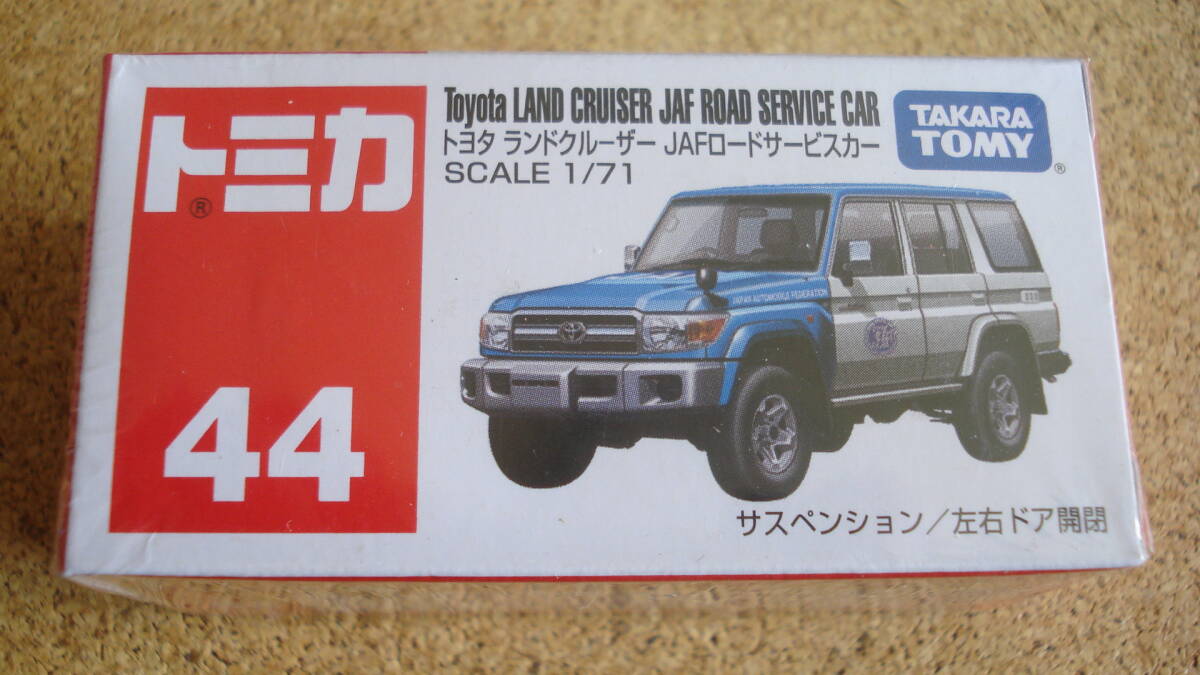 トミカ
®
44
Toyota LAND CRUISER JAF ROAD SERVICE CAR
トヨタ ランドクルーザー JAFロードサービスカー
SCALE 1/71
TAKARA
TOMY
®
JAPAN AUTOMOBILE FEDERATION
サスペンション/左右ドア開閉